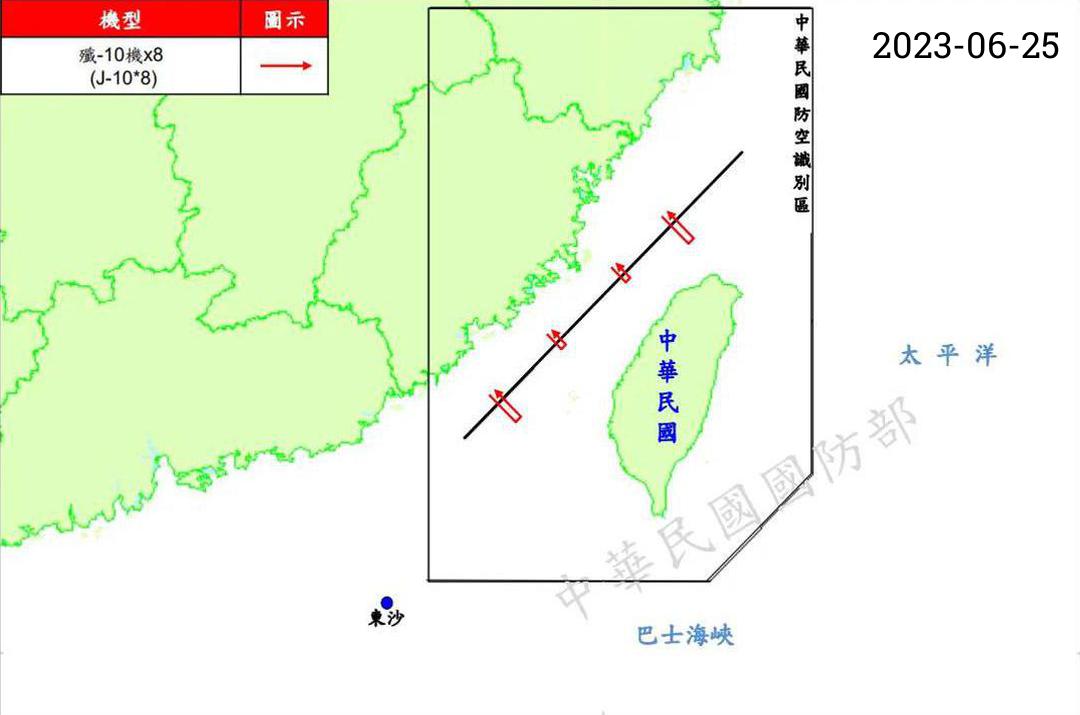 機型 圖示
殲-10機x8
(J-10*8)
2023-06-25
中華民國防空識別區
中華民國
太平洋
中華民國國防部
東沙
巴士海峽